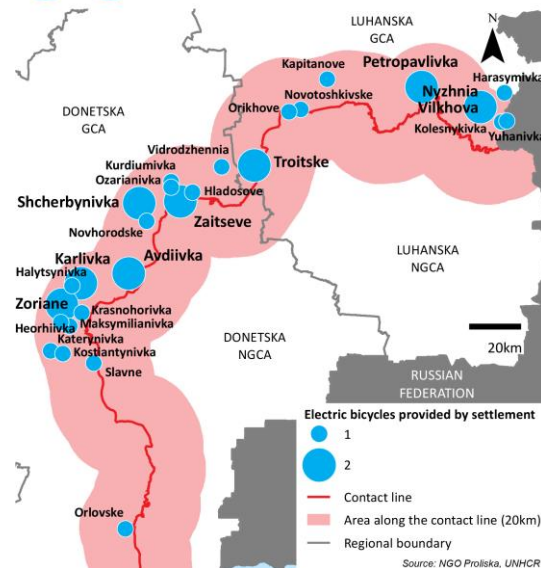 LUHANSKA
GCA
N
Kapitanove
Petropavlivka
Harasymivka
Nyzhnia
Vilkhova
Novotoshkivske
Orikhove
Kolesnykivka
Yuhanivka
DONETSKA
GCA
Vidrodzhennia
Kurdiumivka
Ozarianivka
Troitske
Hladosove
Shcherbynivka
Zaitseve
Novhorodske
LUHANSKA
NGCA
Karlivka
Avdiivka
Halytsynivka
Zoriane
Krasnohorivka
Maksymilianivka
Heorhiivka
Katerynivka
Kostiantynivka
Slavne
DONETSKA
NGCA
20km
RUSSIAN
FEDERATION
Orlovske
Electric bicycles provided by settlement
1
2
Contact line
Area along the contact line (20km)
Regional boundary
Source: NGO Proliska, UNHCR